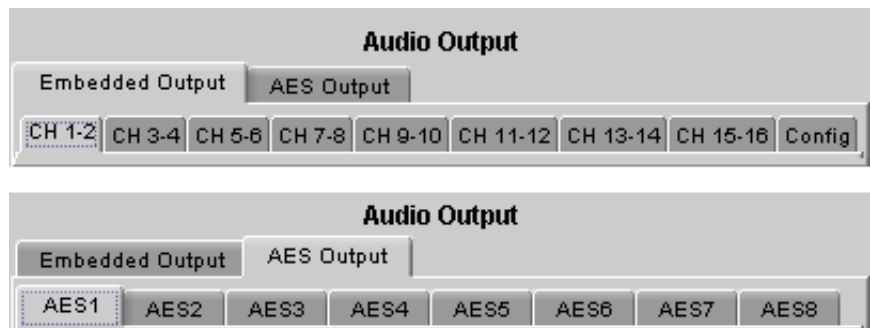 Audio Output
Embedded Output AES Output
CH 1-2 CH 3-4 CH 5-6 CH 7-8 CH 9-10 CH 11-12 CH 13-14 CH 15-16 Config
Audio Output
Embedded Output AES Output
AES1 AES2 AES3 AES4 AES5 AES6 AES7 AES8